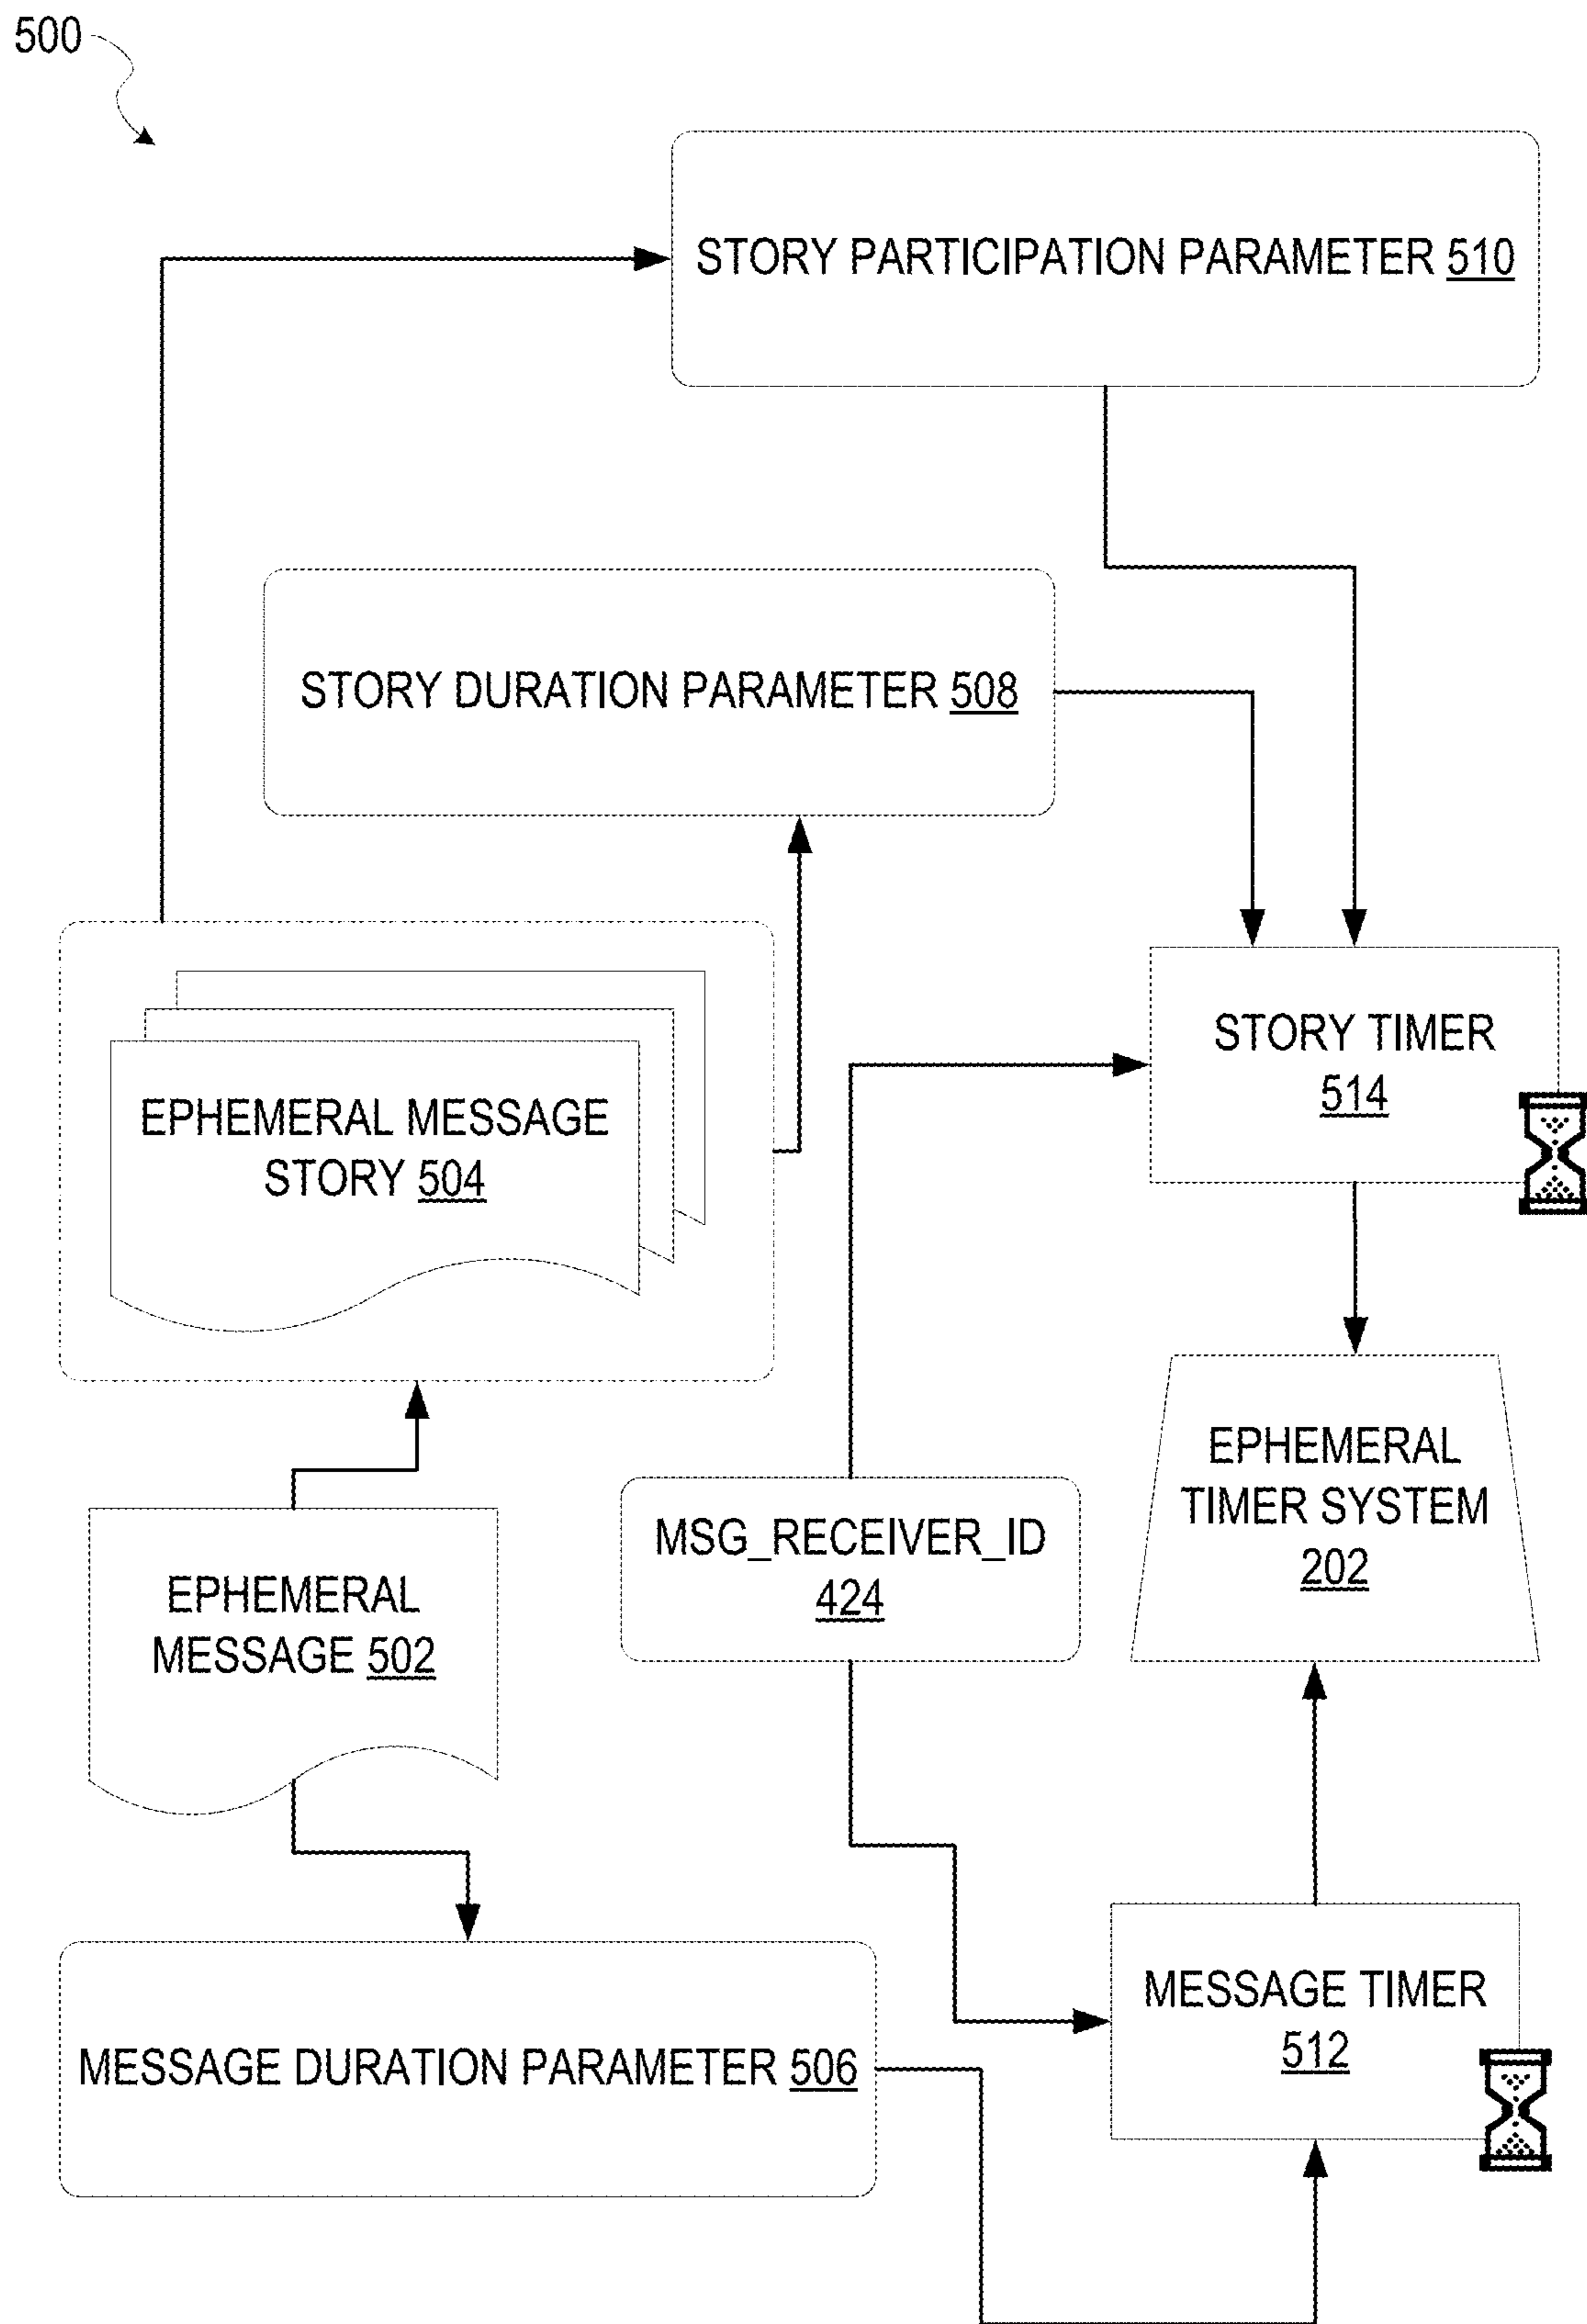 500
STORY PARTICIPATION PARAMETER 510
STORY DURATION PARAMETER 508
STORY TIMER
514
EPHEMERAL MESSAGE
STORY 504
EPHEMERAL
TIMER SYSTEM
202
MSG_RECEIVER_ID
424
EPHEMERAL
MESSAGE 502
MESSAGE TIMER
512
MESSAGE DURATION PARAMETER 506